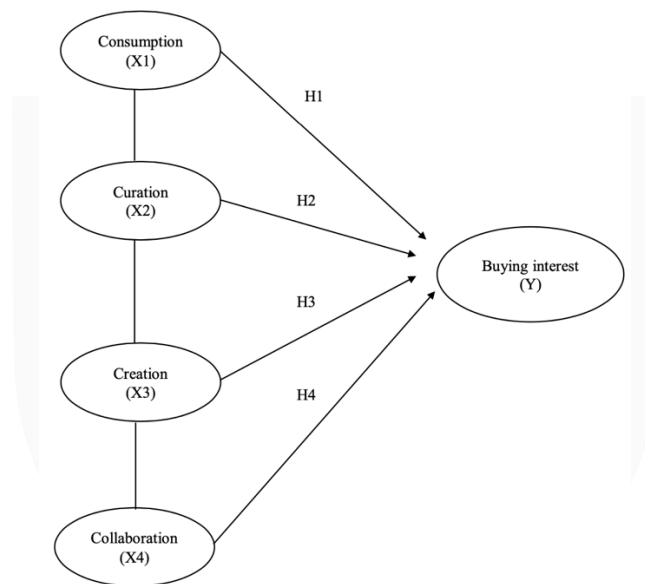 Consumption
(X1)
H1
Curation
(X2)
H2
Buying interest
(Y)
H3
Creation
(X3)
H4
Collaboration
(X4)